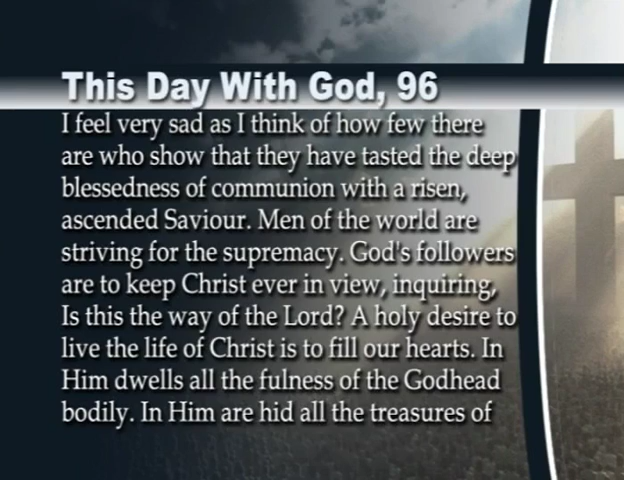 This Day With God, 96
I feel very sad as I think of how few there
are who show that they have tasted the deep
blessedness of communion with a risen,
ascended Saviour. Men of the world are
striving for the supremacy. God's followers
are to keep Christ ever in view, inquiring,
Is this the way of the Lord? A holy desire to
live the life of Christ is to fill our hearts. In
Him dwells all the fulness of the Godhead
bodily. In Him are hid all the treasures of